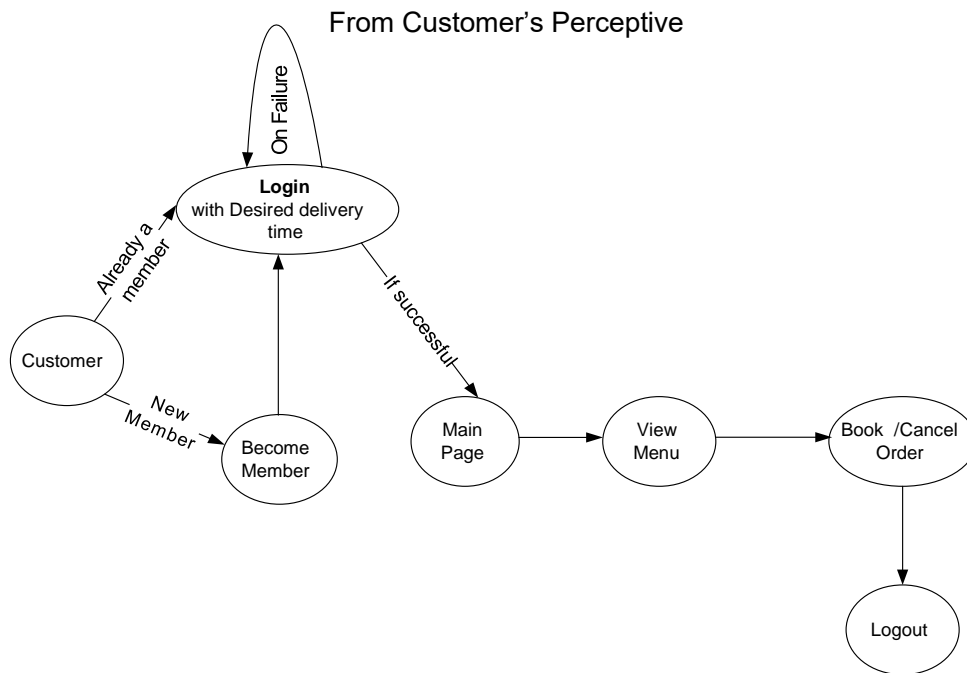 From Customer's Perceptive
On Failure
Login
with Desired delivery
time
Already a
member
If successful
Customer
New
Member
Become
Member
Main
Page
View
Menu
Book /Cancel
Order
Logout